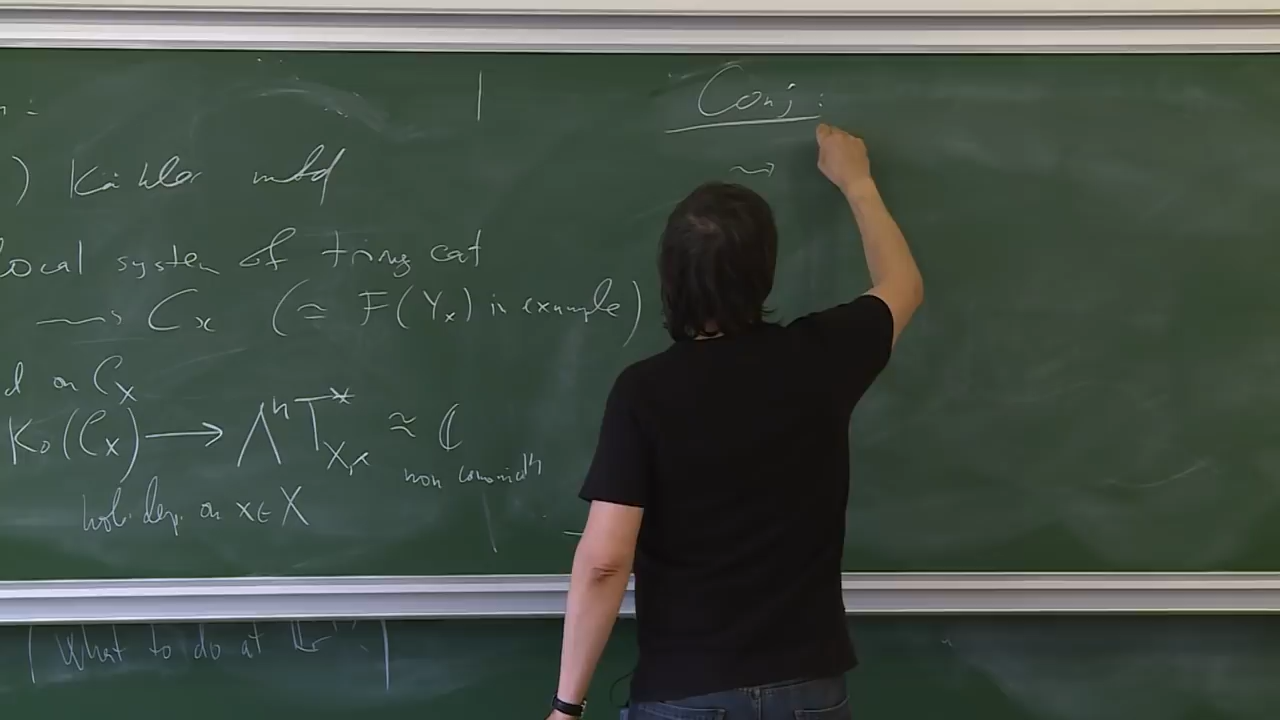 ) Kähler mfd
local system of triang cat
⟿ C_x (≃ F(Y_x) in example)
d on C_x
K_0(C_x) ⟶ Λ^n T^*_{X,x} ≈ ℂ
non canonically
hol. dep. on x ∈ X
What to do at
Conj:
⇝